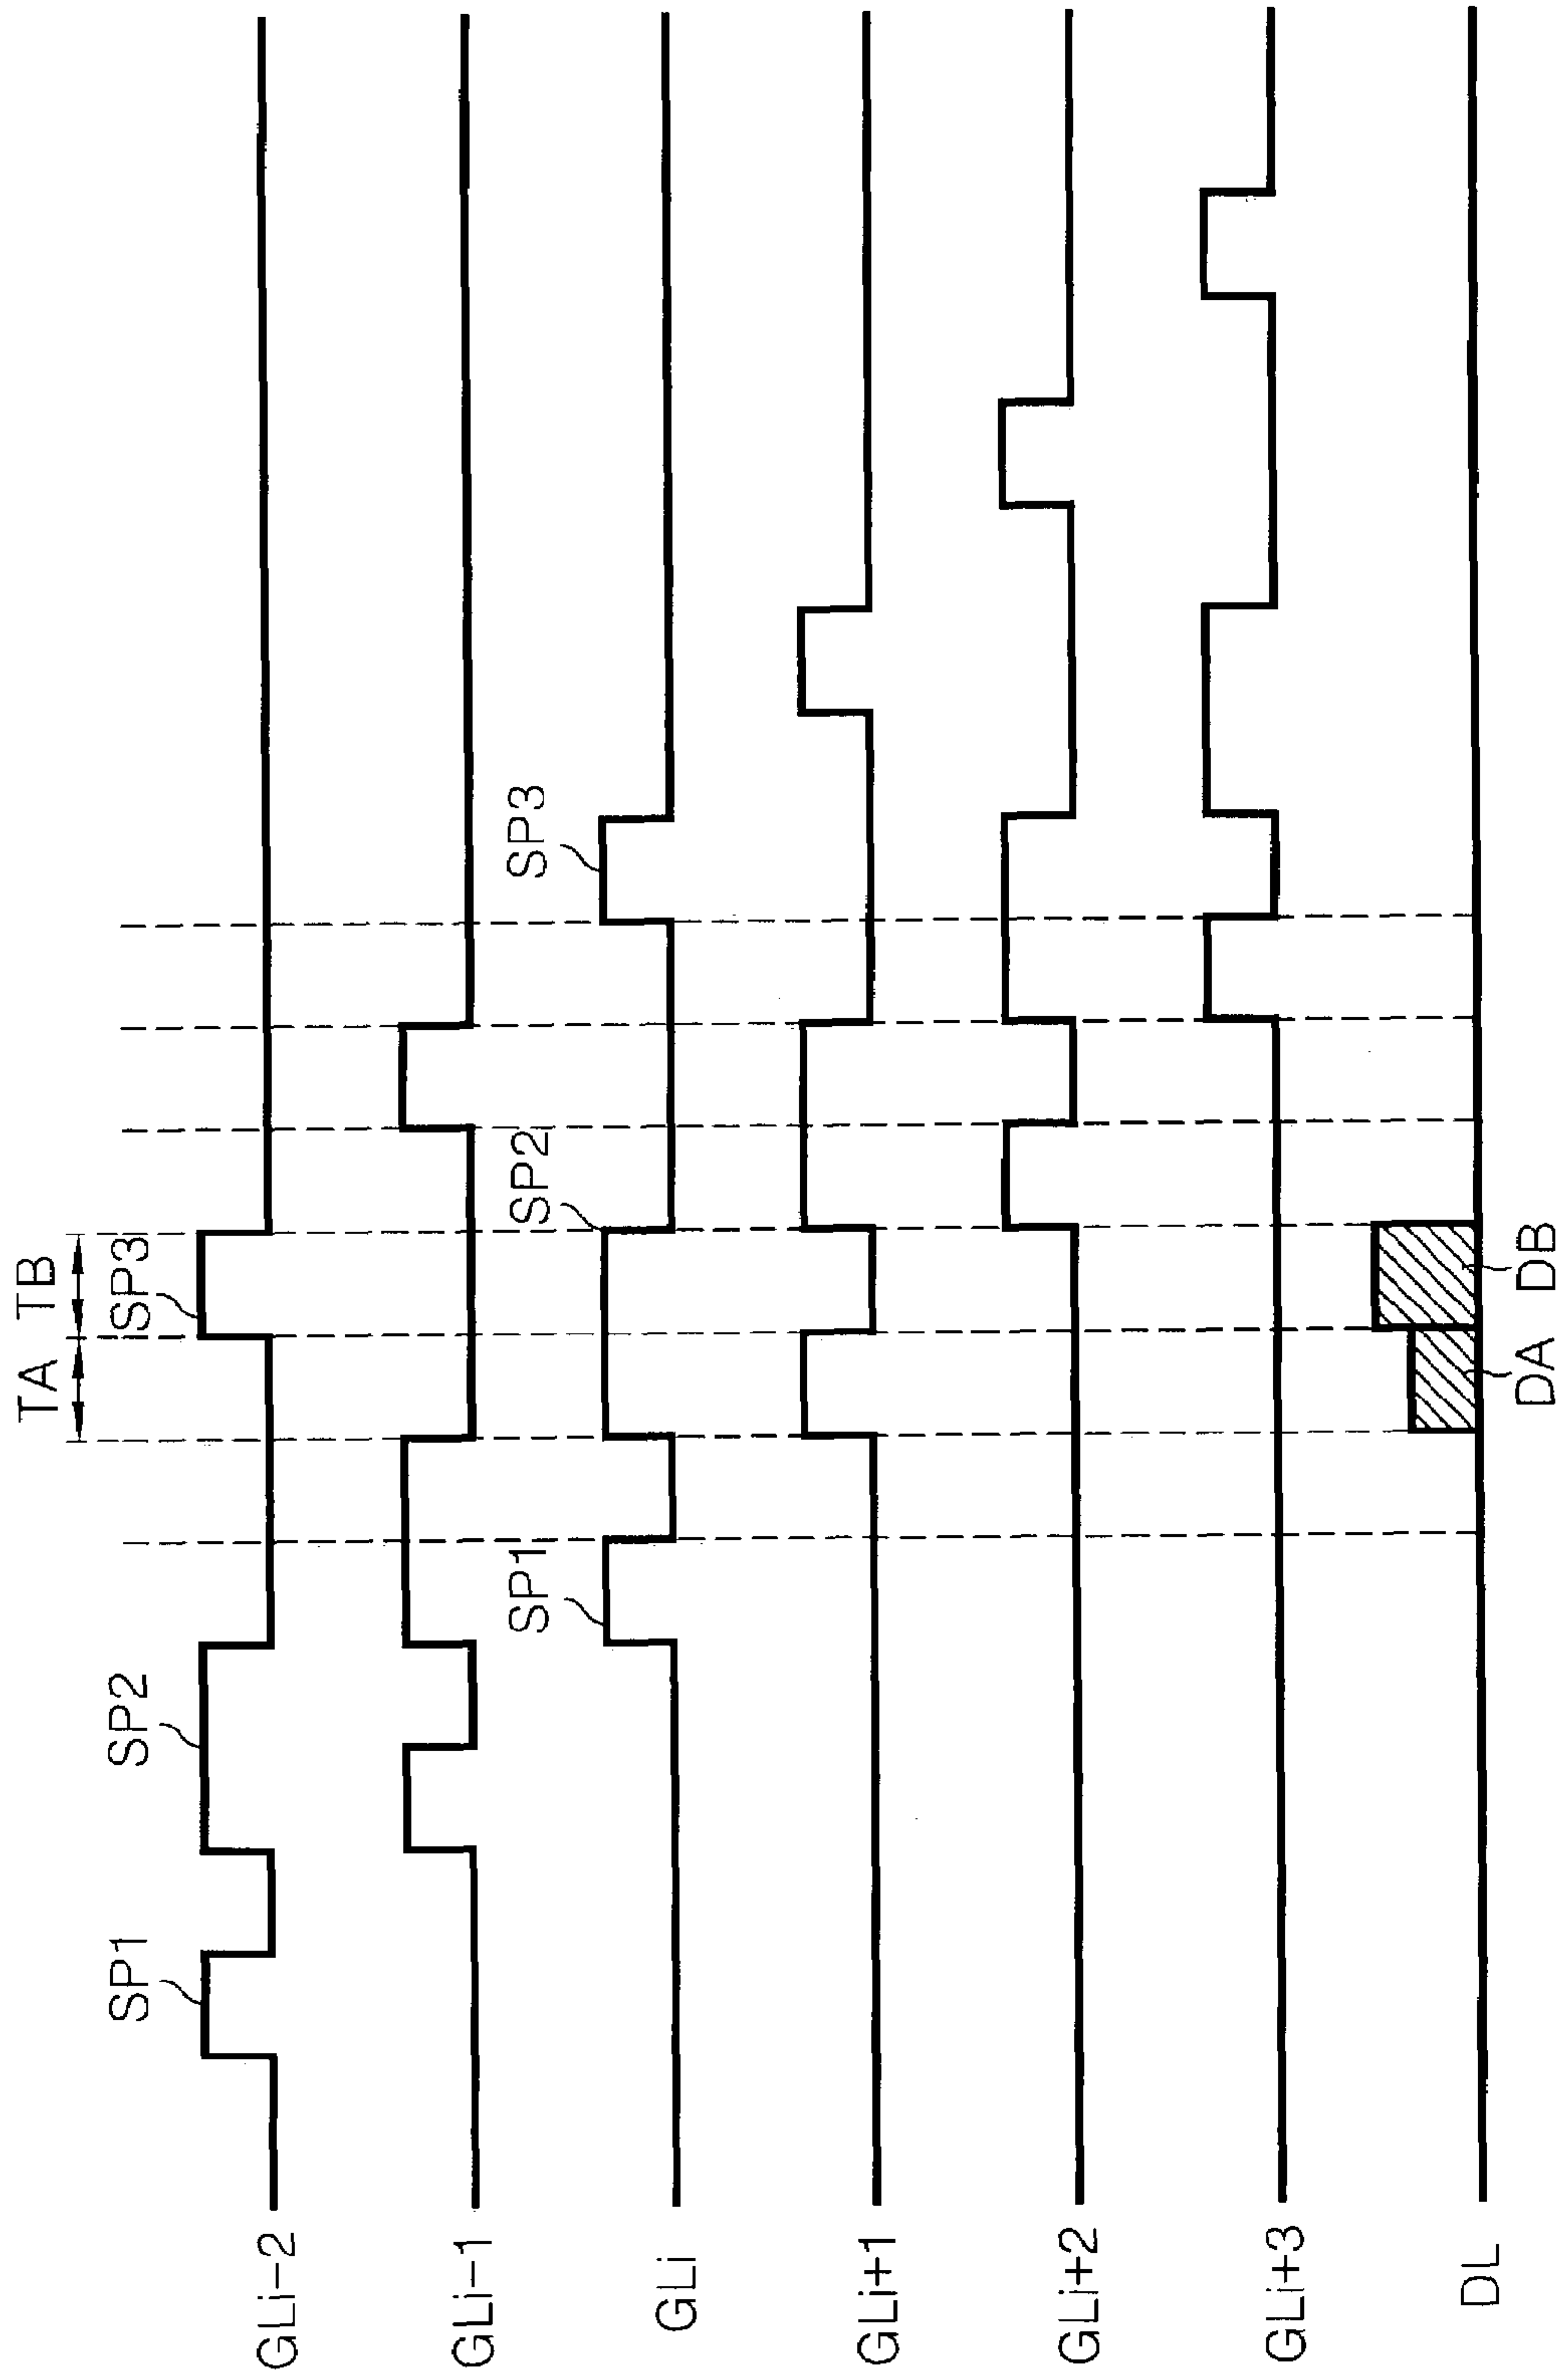 TA TB
SP1 SP2 SP3
GLi-2
GLi-1
SP1 SP2 SP3
GLi
GLi+1
GLi+2
GLi+3
DL
DA DB